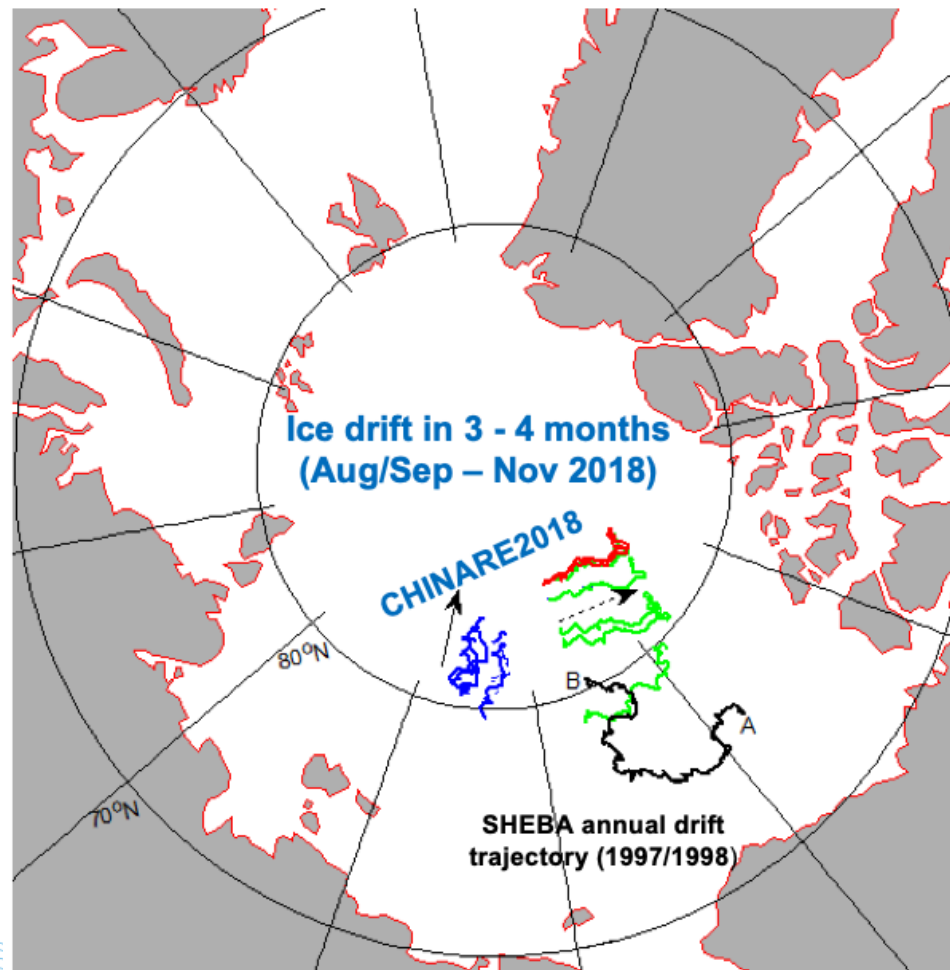 Ice drift in 3 - 4 months
(Aug/Sep – Nov 2018)
CHINARE2018
80°N
B
A
70°N
SHEBA annual drift
trajectory (1997/1998)